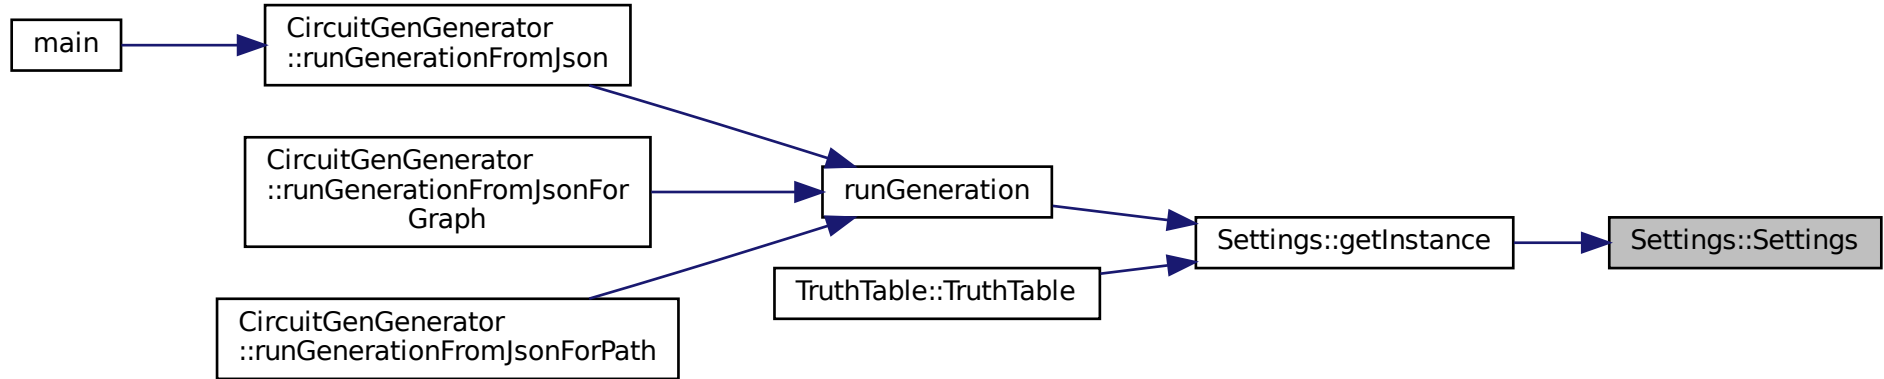 main
CircuitGenGenerator
::runGenerationFromJson
CircuitGenGenerator
::runGenerationFromJsonFor
Graph
CircuitGenGenerator
::runGenerationFromJsonForPath
runGeneration
TruthTable::TruthTable
Settings::getInstance
Settings::Settings